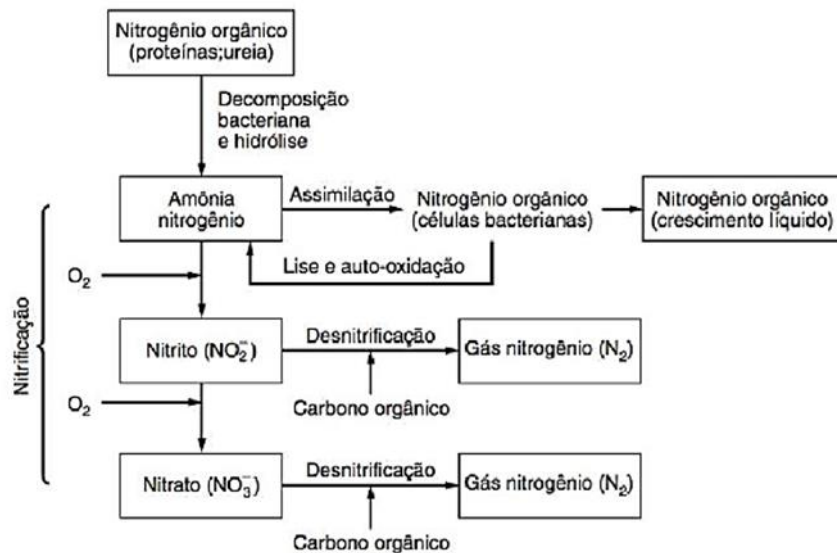 Nitrogênio orgânico
(proteínas;ureia)
Decomposição
bacteriana
e hidrólise
Amônia
nitrogênio
Assimilação
Nitrogênio orgânico
(células bacterianas)
Nitrogênio orgânico
(crescimento líquido)
Lise e auto-oxidação
O₂
Nitrificação
Nitrito (NO₂⁻)
Desnitrificação
Gás nitrogênio (N₂)
Carbono orgânico
O₂
Nitrato (NO₃⁻)
Desnitrificação
Gás nitrogênio (N₂)
Carbono orgânico